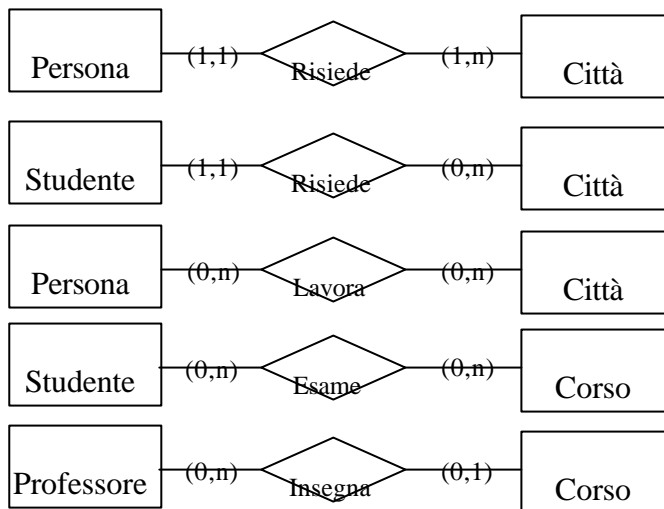 Persona (1,1) Risiede (1,n) Città
Studente (1,1) Risiede (0,n) Città
Persona (0,n) Lavora (0,n) Città
Studente (0,n) Esame (0,n) Corso
Professore (0,n) Insegna (0,1) Corso